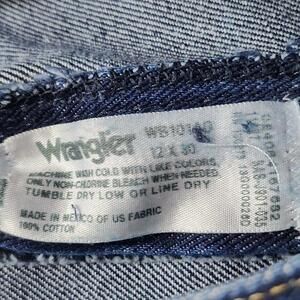 Wrangler
12 X 30
MACHINE WASH COLD WITH LIKE COLORS.
ONLY NON-CHLORINE BLEACH WHEN NEEDED.
TUMBLE DRY LOW OR LINE DRY
MADE IN MEXICO OF US FABRIC
100% COTTON